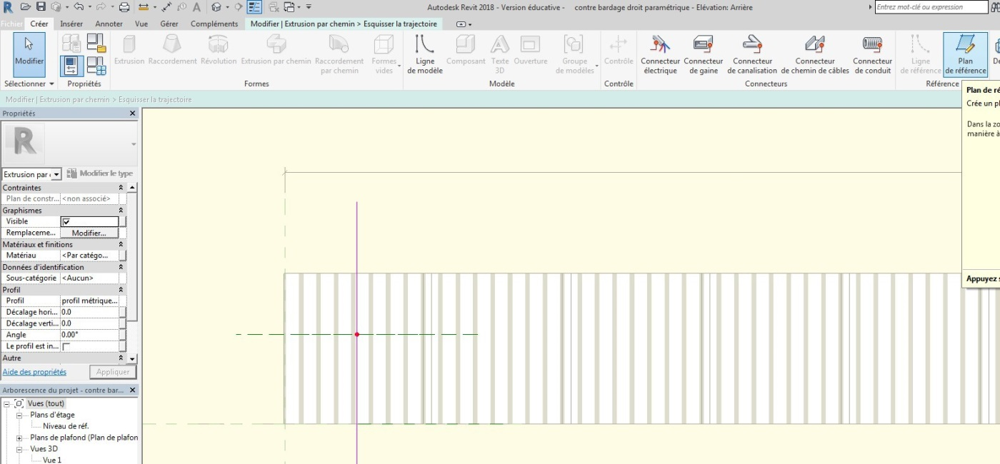 Autodesk Revit 2018 - Version éducative - contre bardage droit paramétrique - Elévation: Arrière
Entrez mot-clé ou expression
Fichier Créer Insérer Annoter Vue Gérer Compléments Modifier | Extrusion par chemin > Esquisser la trajectoire
Modifier
Extrusion Raccordement Révolution Extrusion par chemin Raccordement par chemin Formes vides
Ligne de modèle Composant Texte 3D Ouverture Groupe de modèles
Contrôle
Connecteur électrique Connecteur de gaine Connecteur de canalisation Connecteur de chemin de câbles Connecteur de conduit
Ligne de référence Plan de référence
Sélectionner Propriétés Formes Modèle Contrôle Connecteurs Référence
Modifier | Extrusion par chemin > Esquisser la trajectoire
Plan de ré
Crée un pl
Dans la zo
manière à
Appuyez s
Propriétés
R
Extrusion par Modifier le type
Contraintes
Plan de constr... <non associé>
Graphismes
Visible
Remplaceme... Modifier...
Matériaux et finitions
Matériau <Par catégo...
Données d'identification
Sous-catégorie <Aucun>
Profil
Profil profil métrique...
Décalage hori... 0.0
Décalage verti... 0.0
Angle 0.00°
Le profil est in...
Autre
Aide des propriétés Appliquer
Arborescence du projet - contre bar...
Vues (tout)
Plans d'étage
Niveau de réf.
Plans de plafond (Plan de plafon
Vues 3D
Vue 1